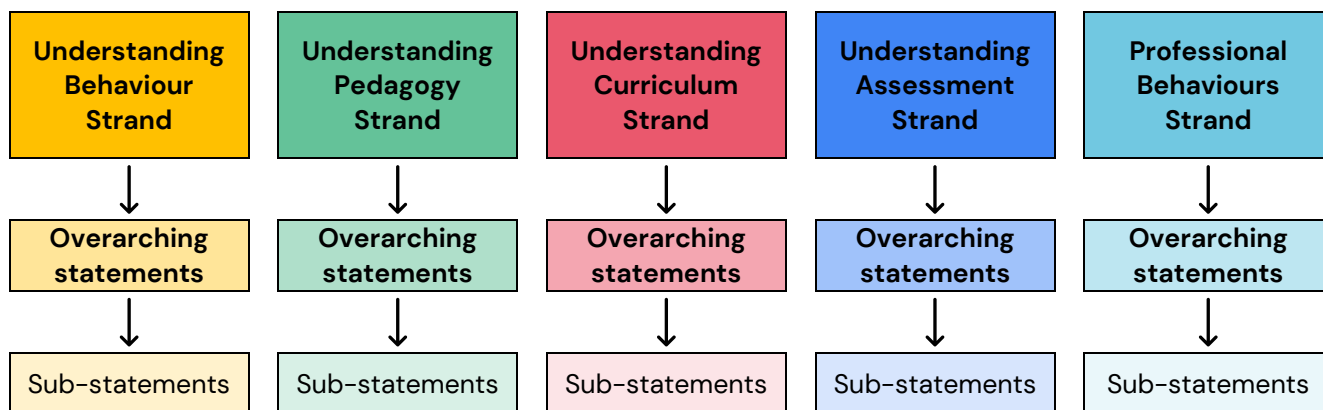 Understanding
Behaviour
Strand
Understanding
Pedagogy
Strand
Understanding
Curriculum
Strand
Understanding
Assessment
Strand
Professional
Behaviours
Strand
Overarching
statements
Overarching
statements
Overarching
statements
Overarching
statements
Overarching
statements
Sub-statements
Sub-statements
Sub-statements
Sub-statements
Sub-statements